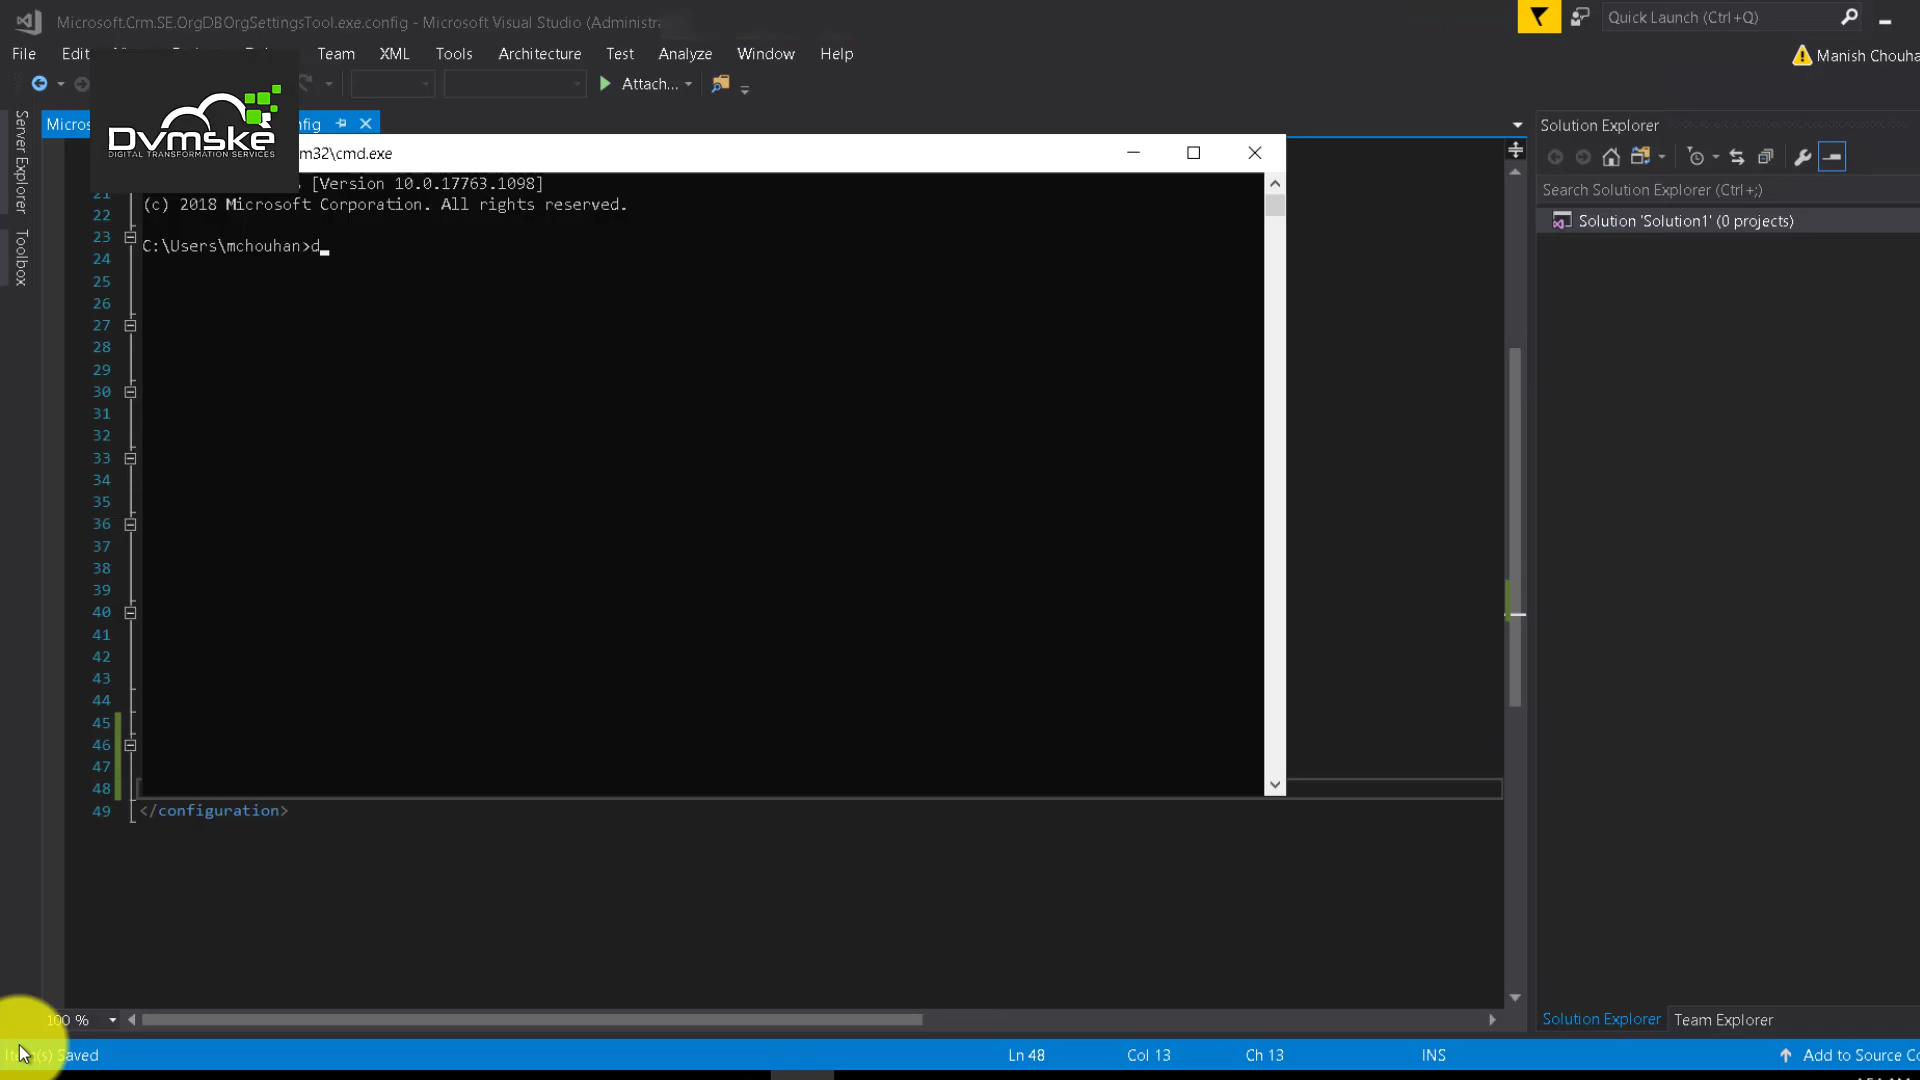 Microsoft.Crm.SE.OrgDBOrgSettingsTool.exe.config - Microsoft Visual Studio (Administra
Quick Launch (Ctrl+Q)
File Edit Team XML Tools Architecture Test Analyze Window Help
Manish Chouha
Attach...
Dvmske
DIGITAL TRANSFORMATION SERVICES
Micros fig
m32\cmd.exe
Server Explorer
Toolbox
[Version 10.0.17763.1098]
(c) 2018 Microsoft Corporation. All rights reserved.
C:\Users\mchouhan>d_
21
22
23
24
25
26
27
28
29
30
31
32
33
34
35
36
37
38
39
40
41
42
43
44
45
46
47
48
49 </configuration>
Solution Explorer
Search Solution Explorer (Ctrl+;)
Solution 'Solution1' (0 projects)
100 %
Solution Explorer Team Explorer
Item(s) Saved
Ln 48 Col 13 Ch 13 INS
Add to Source Co